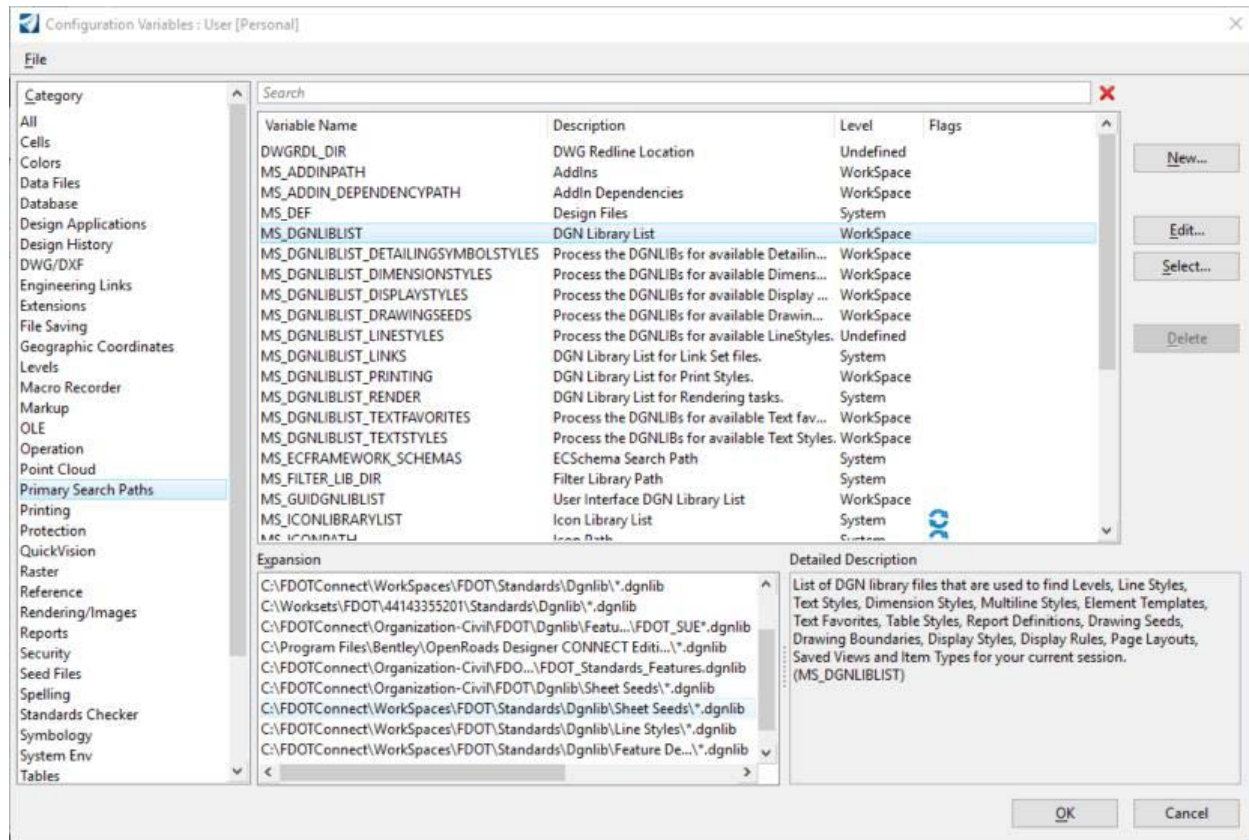 Configuration Variables : User [Personal]
File
Category
All
Cells
Colors
Data Files
Database
Design Applications
Design History
DWG/DXF
Engineering Links
Extensions
File Saving
Geographic Coordinates
Levels
Macro Recorder
Markup
OLE
Operation
Point Cloud
Primary Search Paths
Printing
Protection
QuickVision
Raster
Reference
Rendering/Images
Reports
Security
Seed Files
Spelling
Standards Checker
Symbology
System Env
Tables
Search
Variable Name Description Level Flags
DWGRDL_DIR DWG Redline Location Undefined
MS_ADDINPATH AddIns WorkSpace
MS_ADDIN_DEPENDENCYPATH AddIn Dependencies WorkSpace
MS_DEF Design Files System
MS_DGNLIBLIST DGN Library List WorkSpace
MS_DGNLIBLIST_DETAILINGSYMBOLSTYLES Process the DGNLIBs for available Detailin... WorkSpace
MS_DGNLIBLIST_DIMENSIONSTYLES Process the DGNLIBs for available Dimens... WorkSpace
MS_DGNLIBLIST_DISPLAYSTYLES Process the DGNLIBs for available Display ... WorkSpace
MS_DGNLIBLIST_DRAWINGSEEDS Process the DGNLIBs for available Drawin... WorkSpace
MS_DGNLIBLIST_LINESTYLES Process the DGNLIBs for available LineStyles. Undefined
MS_DGNLIBLIST_LINKS DGN Library List for Link Set files. System
MS_DGNLIBLIST_PRINTING DGN Library List for Print Styles. WorkSpace
MS_DGNLIBLIST_RENDER DGN Library List for Rendering tasks. System
MS_DGNLIBLIST_TEXTFAVORITES Process the DGNLIBs for available Text fav... WorkSpace
MS_DGNLIBLIST_TEXTSTYLES Process the DGNLIBs for available Text Styles. WorkSpace
MS_ECFRAMEWORK_SCHEMAS ECSchema Search Path System
MS_FILTER_LIB_DIR Filter Library Path System
MS_GUIDGNLIBLIST User Interface DGN Library List WorkSpace
MS_ICONLIBRARYLIST Icon Library List System
MS_ICONPATH Icon Path System
New...
Edit...
Select...
Delete
Expansion
C:\FDOTConnect\WorkSpaces\FDOT\Standards\Dgnlib\*.dgnlib
C:\Worksets\FDOT\44143355201\Standards\Dgnlib\*.dgnlib
C:\FDOTConnect\Organization-Civil\FDOT\Dgnlib\Featu...\FDOT_SUE*.dgnlib
C:\Program Files\Bentley\OpenRoads Designer CONNECT Editi...\*.dgnlib
C:\FDOTConnect\Organization-Civil\FDO...\FDOT_Standards_Features.dgnlib
C:\FDOTConnect\Organization-Civil\FDOT\Dgnlib\Sheet Seeds\*.dgnlib
C:\FDOTConnect\WorkSpaces\FDOT\Standards\Dgnlib\Sheet Seeds\*.dgnlib
C:\FDOTConnect\WorkSpaces\FDOT\Standards\Dgnlib\Line Styles\*.dgnlib
C:\FDOTConnect\WorkSpaces\FDOT\Standards\Dgnlib\Feature De...\*.dgnlib
Detailed Description
List of DGN library files that are used to find Levels, Line Styles,
Text Styles, Dimension Styles, Multiline Styles, Element Templates,
Text Favorites, Table Styles, Report Definitions, Drawing Seeds,
Drawing Boundaries, Display Styles, Display Rules, Page Layouts,
Saved Views and Item Types for your current session.
(MS_DGNLIBLIST)
OK
Cancel